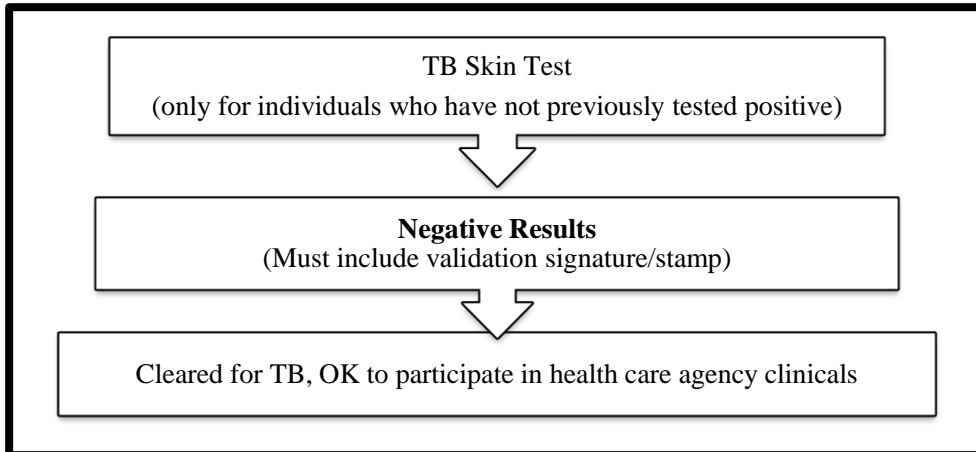 TB Skin Test
(only for individuals who have not previously tested positive)
Negative Results
(Must include validation signature/stamp)
Cleared for TB, OK to participate in health care agency clinicals